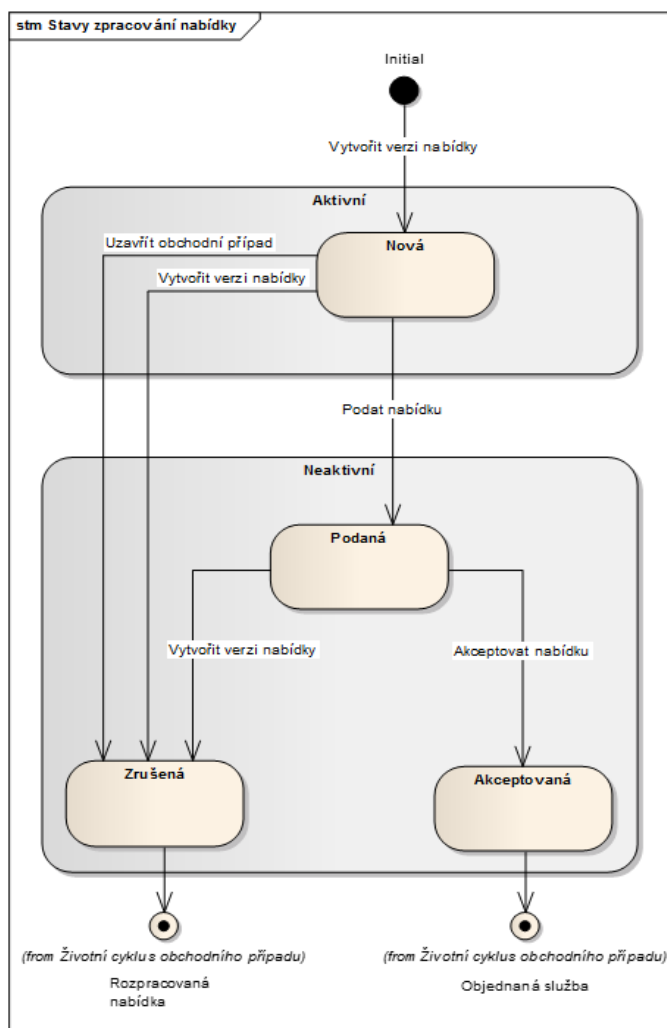 stm Stavy zpracování nabídky
Initial
Vytvořit verzi nabídky
Aktivní
Uzavřít obchodní případ
Nová
Vytvořit verzi nabídky
Podat nabídku
Neaktivní
Podaná
Vytvořit verzi nabídky
Akceptovat nabídku
Zrušená
Akceptovaná
(from Životní cyklus obchodního případu)
(from Životní cyklus obchodního případu)
Rozpracovaná
nabídka
Objednaná služba